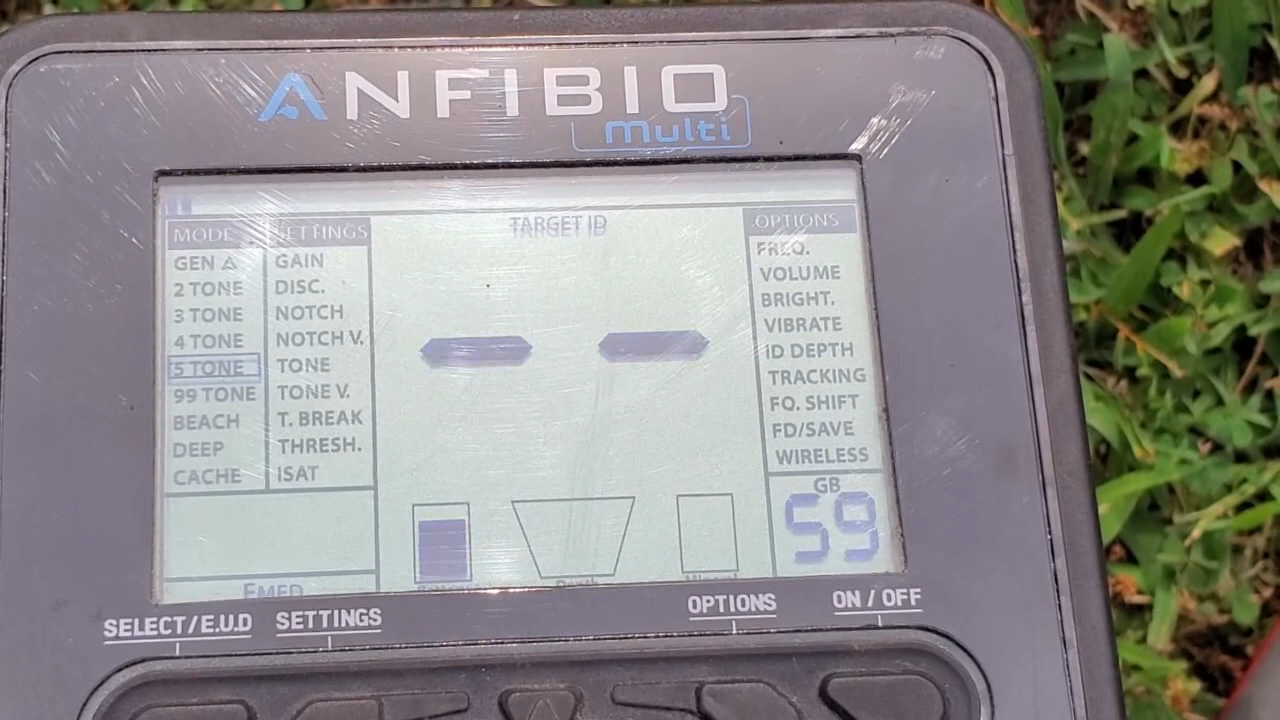 ANFIBIO
multi
MODE SETTINGS
TARGET ID
OPTIONS
GEN GAIN
2 TONE DISC.
3 TONE NOTCH
4 TONE NOTCH V.
5 TONE TONE
99 TONE TONE V.
BEACH T. BREAK
DEEP THRESH.
CACHE ISAT
FREQ.
VOLUME
BRIGHT.
VIBRATE
ID DEPTH
TRACKING
FQ. SHIFT
FD/SAVE
WIRELESS
-- 
GB
59
Depth
Mineral
SELECT/E.U.D SETTINGS OPTIONS ON / OFF